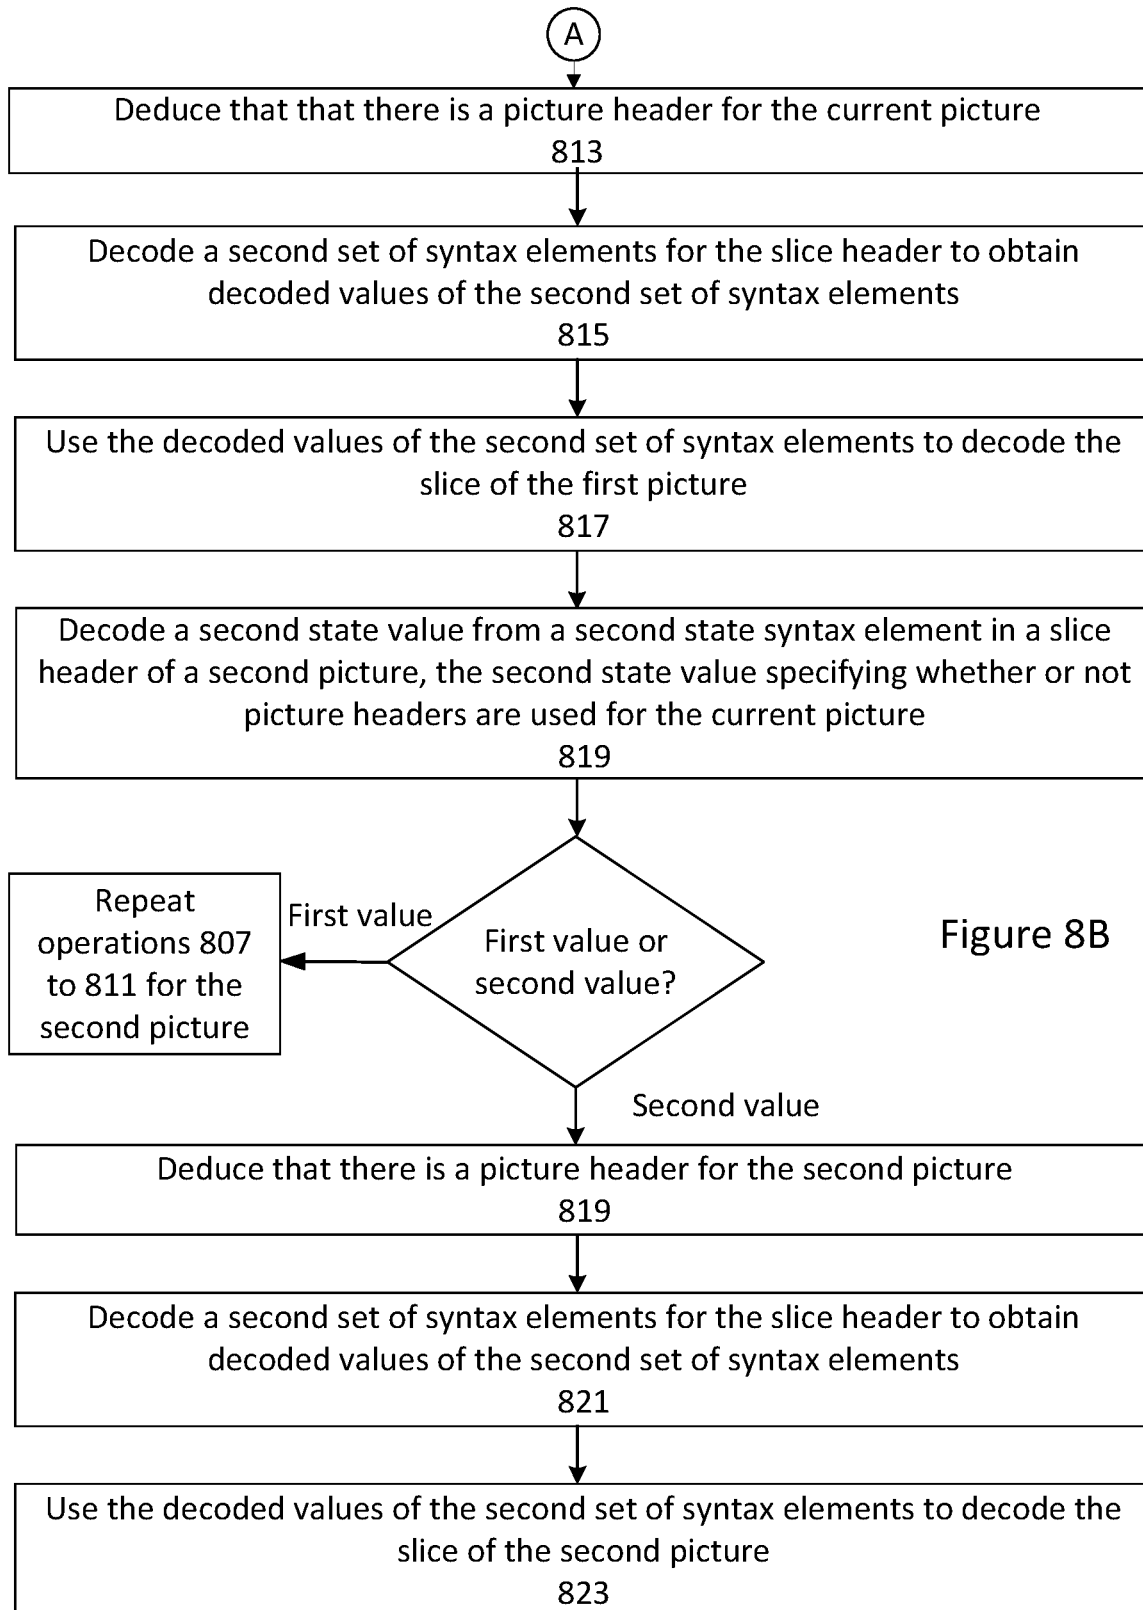 A
Deduce that that there is a picture header for the current picture
813
Decode a second set of syntax elements for the slice header to obtain
decoded values of the second set of syntax elements
815
Use the decoded values of the second set of syntax elements to decode the
slice of the first picture
817
Decode a second state value from a second state syntax element in a slice
header of a second picture, the second state value specifying whether or not
picture headers are used for the current picture
819
Repeat
operations 807
to 811 for the
second picture
First value
First value or
second value?
Figure 8B
Second value
Deduce that there is a picture header for the second picture
819
Decode a second set of syntax elements for the slice header to obtain
decoded values of the second set of syntax elements
821
Use the decoded values of the second set of syntax elements to decode the
slice of the second picture
823